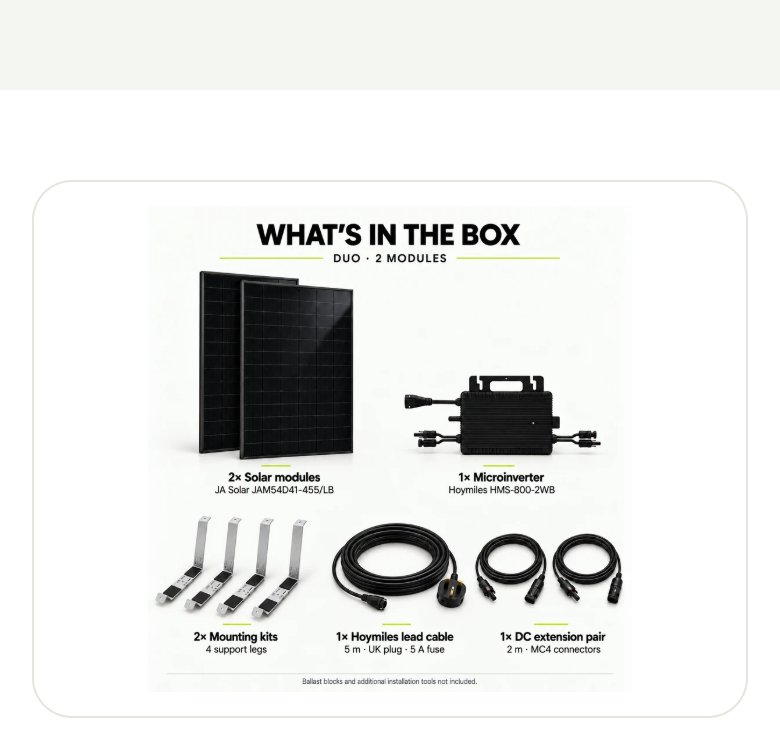 WHAT'S IN THE BOX
DUO · 2 MODULES
2× Solar modules
JA Solar JAM54D41-455/LB
1× Microinverter
Hoymiles HMS-800-2WB
2× Mounting kits
4 support legs
1× Hoymiles lead cable
5 m · UK plug · 5 A fuse
1× DC extension pair
2 m · MC4 connectors
Ballast blocks and additional installation tools not included.